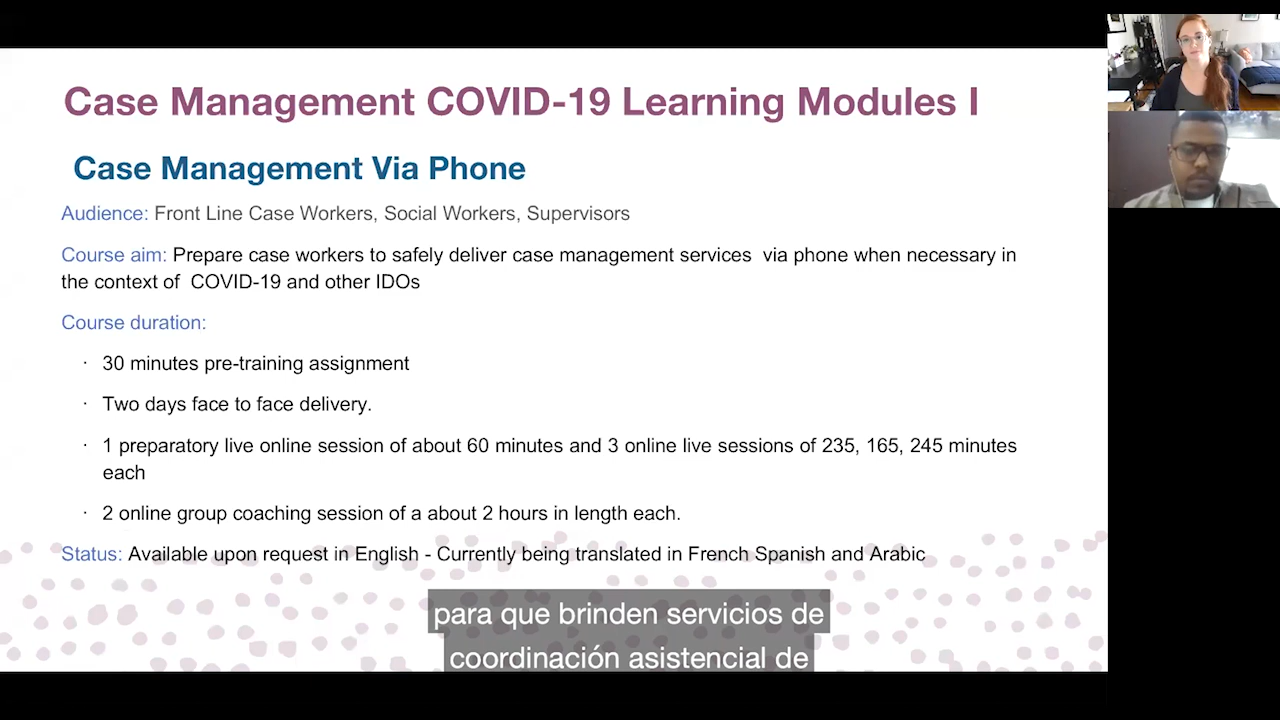 Case Management COVID-19 Learning Modules I
Case Management Via Phone
Audience: Front Line Case Workers, Social Workers, Supervisors
Course aim: Prepare case workers to safely deliver case management services via phone when necessary in
the context of COVID-19 and other IDOs
Course duration:
· 30 minutes pre-training assignment
· Two days face to face delivery.
· 1 preparatory live online session of about 60 minutes and 3 online live sessions of 235, 165, 245 minutes
each
· 2 online group coaching session of a about 2 hours in length each.
Status: Available upon request in English - Currently being translated in French Spanish and Arabic
para que brinden servicios de
coordinación asistencial de